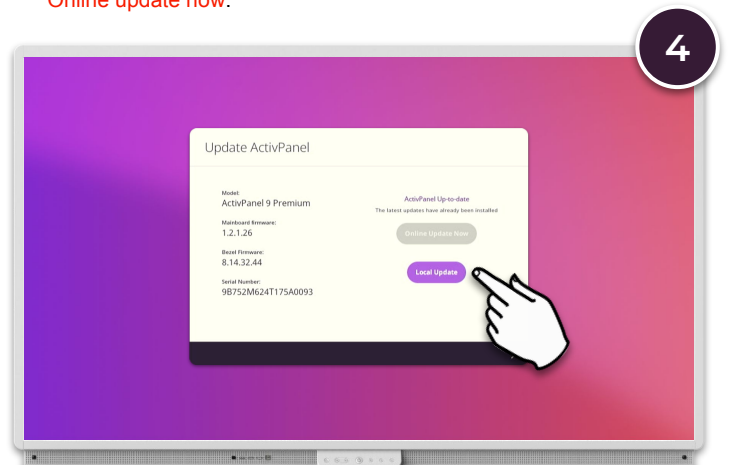 Online update now.
4
Update ActivPanel
Model:
ActivPanel 9 Premium
Mainboard firmware:
1.2.1.26
Bezel Firmware:
8.14.32.44
Serial Number:
9B752M624T175A0093
ActivPanel Up-to-date
The latest updates have already been installed
Online Update Now
Local Update